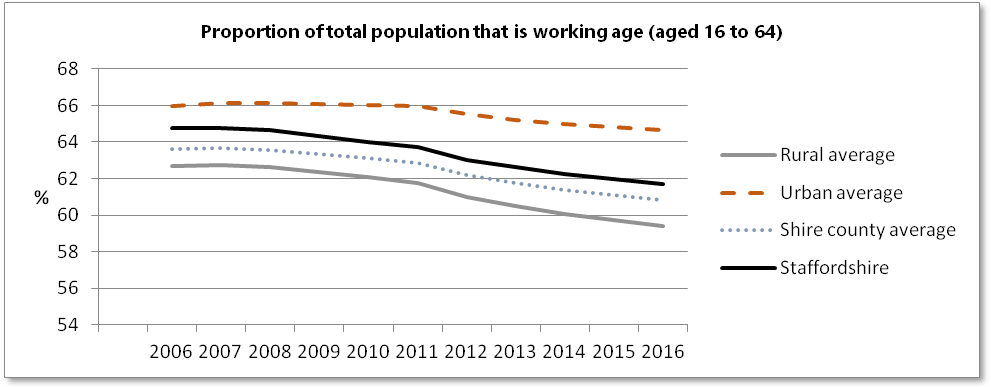 Proportion of total population that is working age (aged 16 to 64)
68
66
64
62
60
58
56
54
%
2006 2007 2008 2009 2010 2011 2012 2013 2014 2015 2016
Rural average
Urban average
Shire county average
Staffordshire